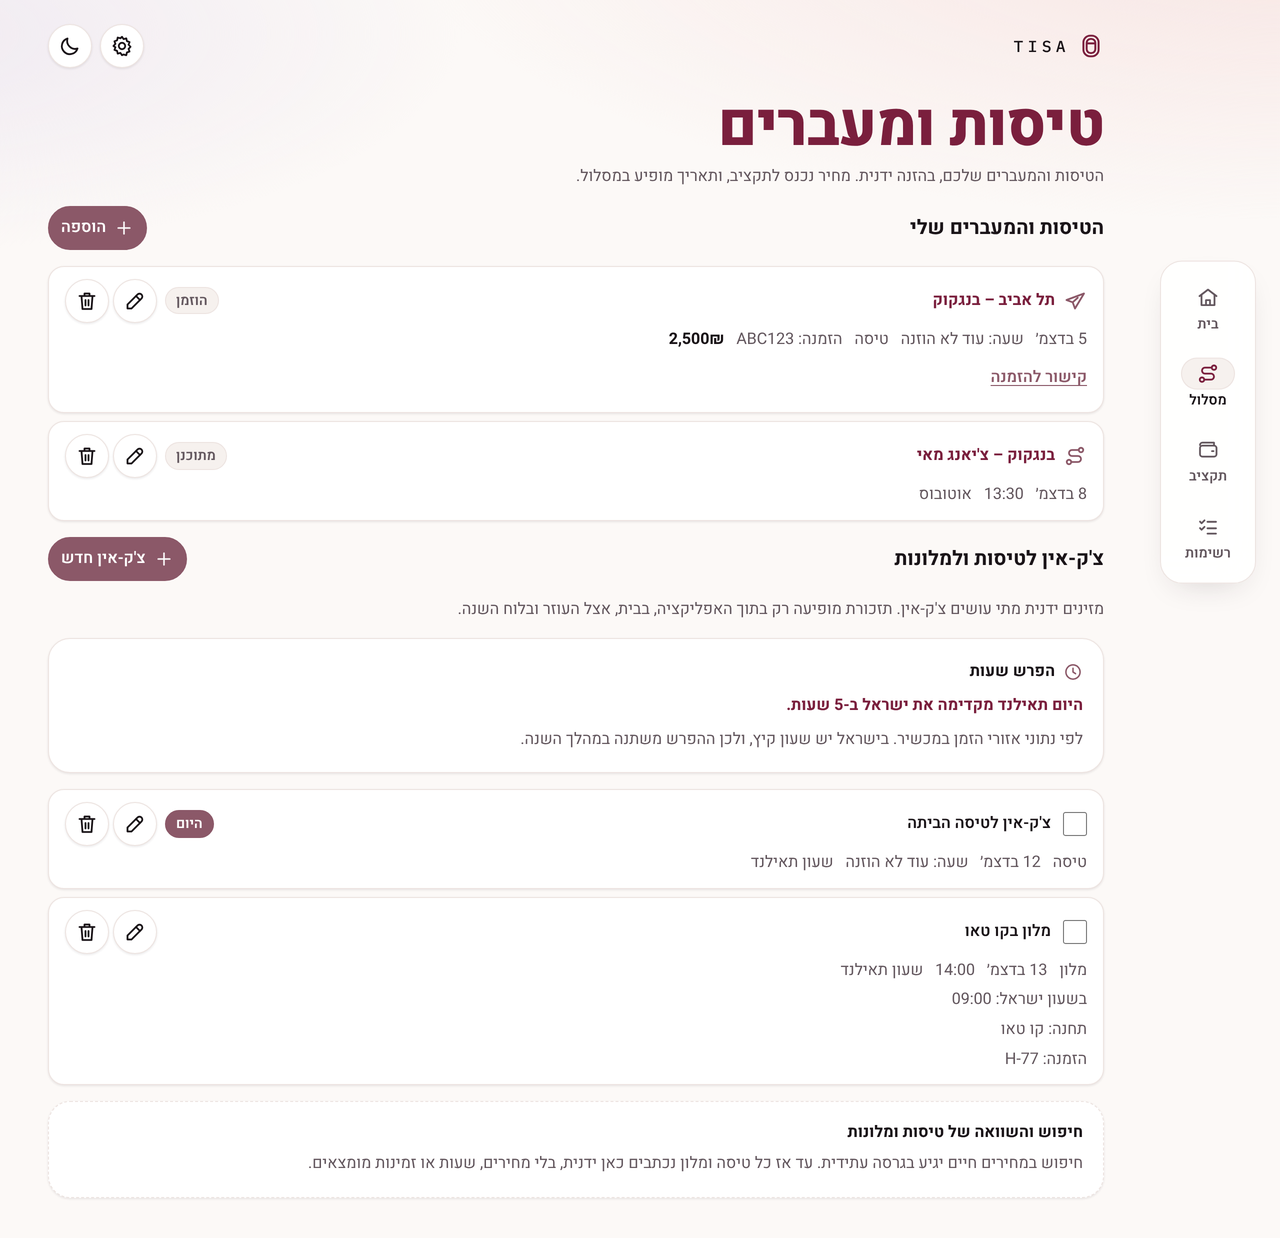 TISA
טיסות ומעברים
הטיסות והמעברים שלכם, בהזנה ידנית. מחיר נכנס לתקציב, ותאריך מופיע במסלול.
הטיסות והמעברים שלי
הוספה
תל אביב – בנגקוק
הוזמן
5 בדצמ׳ שעה: עוד לא הוזנה טיסה הזמנה: ABC123 2,500₪
קישור להזמנה
בנגקוק – צ'יאנג מאי
מתוכנן
8 בדצמ׳ 13:30 אוטובוס
צ'ק-אין לטיסות ולמלונות
צ'ק-אין חדש
מזינים ידנית מתי עושים צ'ק-אין. תזכורת מופיעה רק בתוך האפליקציה, בבית, אצל העוזר ובלוח השנה.
הפרש שעות
היום תאילנד מקדימה את ישראל ב-5 שעות.
לפי נתוני אזורי הזמן במכשיר. בישראל יש שעון קיץ, ולכן ההפרש משתנה במהלך השנה.
צ'ק-אין לטיסה הביתה
היום
טיסה 12 בדצמ׳ שעה: עוד לא הוזנה שעון תאילנד
מלון בקו טאו
מלון 13 בדצמ׳ 14:00 שעון תאילנד
בשעון ישראל: 09:00
תחנה: קו טאו
הזמנה: H-77
חיפוש והשוואה של טיסות ומלונות
חיפוש במחירים חיים יגיע בגרסה עתידית. עד אז כל טיסה ומלון נכתבים כאן ידנית, בלי מחירים, שעות או זמינות מומצאים.
בית
מסלול
תקציב
רשימות